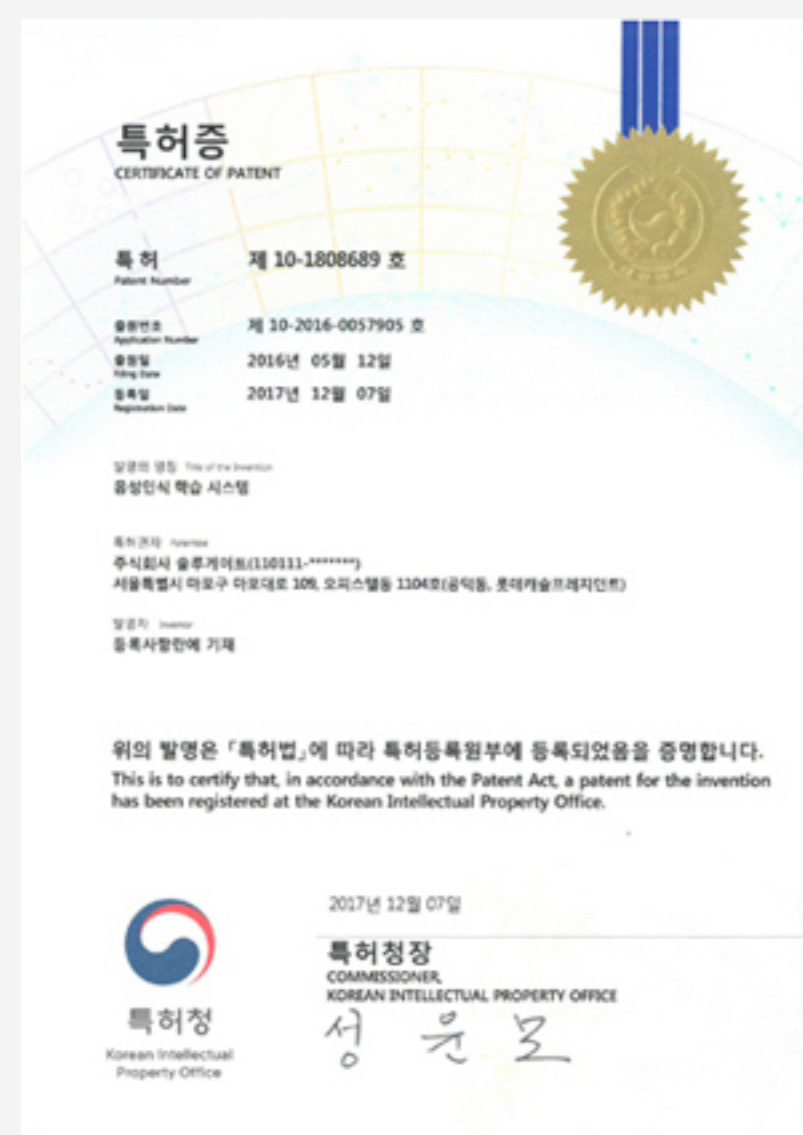 특허증
CERTIFICATE OF PATENT
특 허 제 10-1808689 호
Patent Number
출원번호 제 10-2016-0057905 호
Application Number
출원일 2016년 05월 12일
Filing Date
등록일 2017년 12월 07일
Registration Date
발명의 명칭 Title of the Invention
음성인식 학습 시스템
특허권자 Patentee
주식회사 솔루게이트(110111-*******)
서울특별시 마포구 마포대로 109, 오피스텔동 1104호(공덕동, 롯데캐슬프레지던트)
발명자 Inventor
등록사항란에 기재
위의 발명은 「특허법」에 따라 특허등록원부에 등록되었음을 증명합니다.
This is to certify that, in accordance with the Patent Act, a patent for the invention
has been registered at the Korean Intellectual Property Office.
2017년 12월 07일
특허청장
COMMISSIONER,
KOREAN INTELLECTUAL PROPERTY OFFICE
성 윤 모
특허청
Korean Intellectual
Property Office